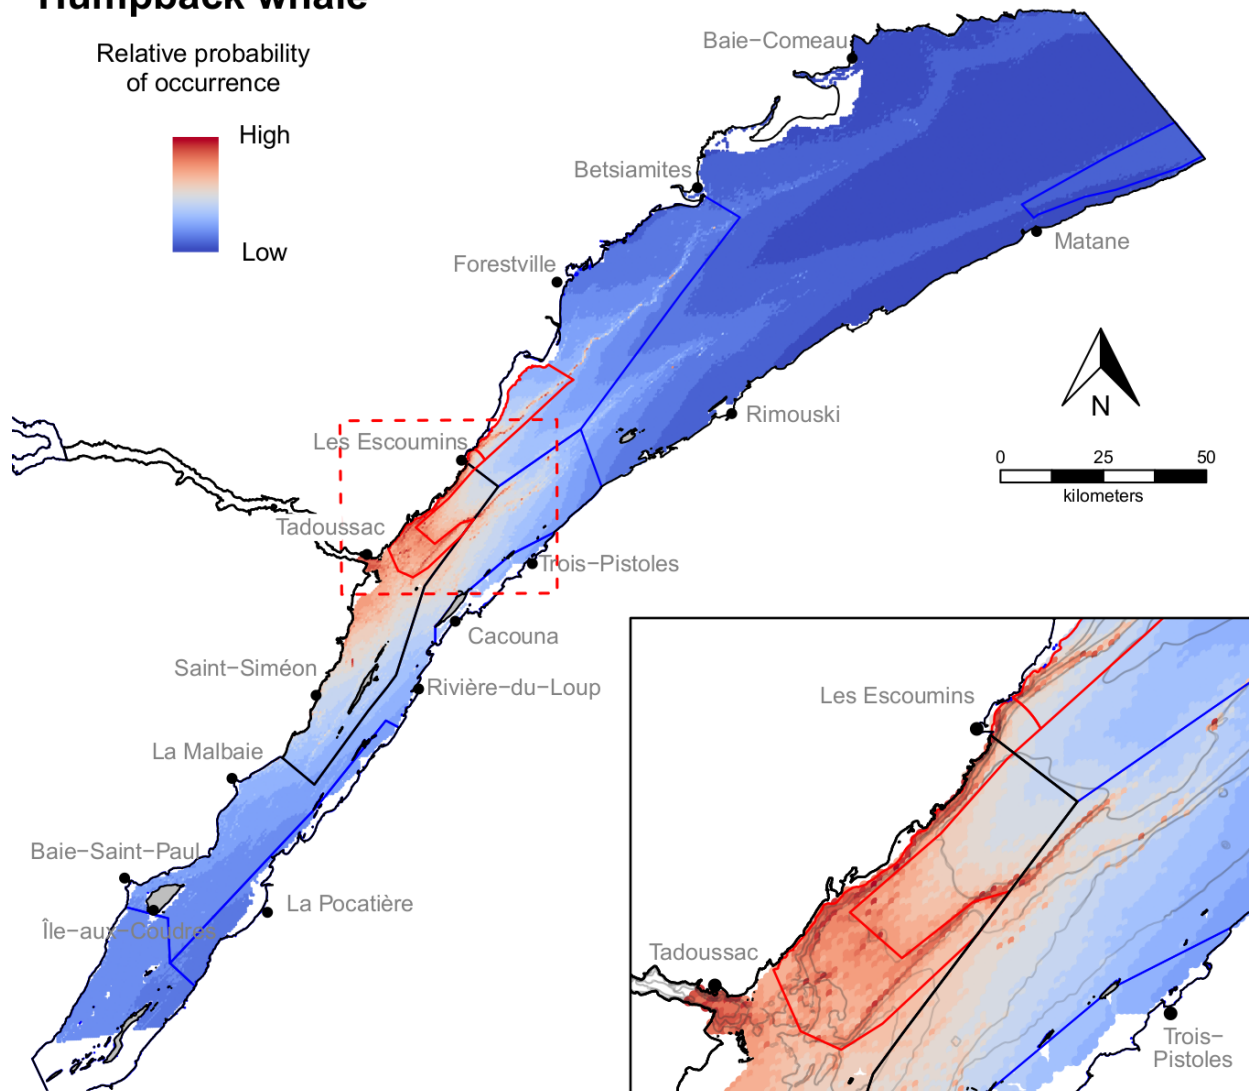 Humpback whale
Relative probability
of occurrence
High
Low
Baie−Comeau
Betsiamites
Forestville
Matane
Rimouski
N
0 25 50
kilometers
Les Escoumins
Tadoussac
Trois−Pistoles
Cacouna
Saint−Siméon
Rivière−du−Loup
La Malbaie
Baie−Saint−Paul
La Pocatière
Île−aux−Coudres
Les Escoumins
Tadoussac
Trois−
Pistoles